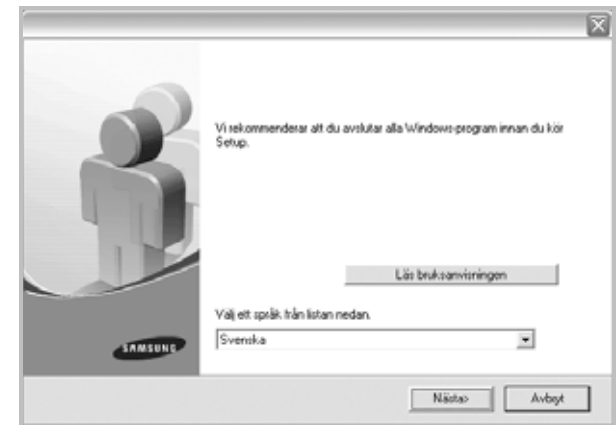 Vi rekommenderar att du avslutar alla Windows-program innan du kör
Setup.
Läs bruksanvisningen
Välj ett språk från listan nedan.
Svenska
SAMSUNG
Nästa>
Avbryt